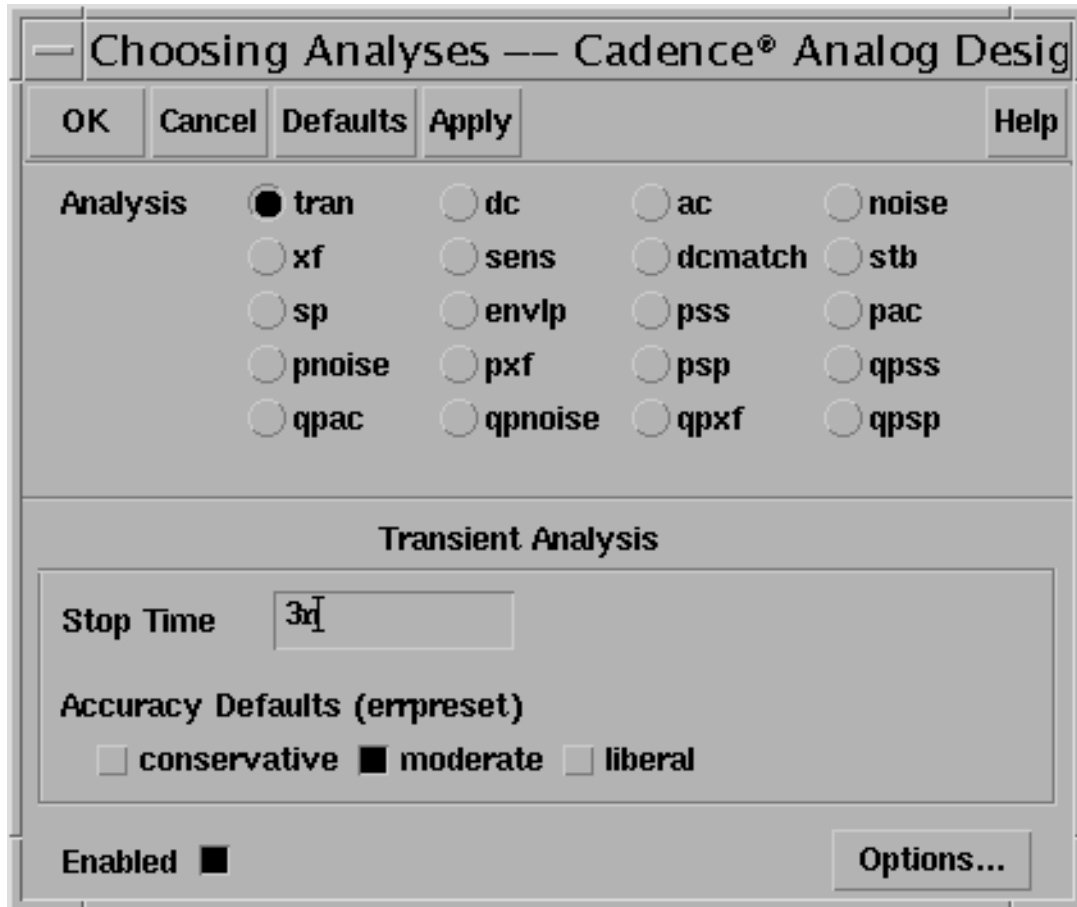 Choosing Analyses —— Cadence® Analog Desig
OK Cancel Defaults Apply Help
Analysis tran dc ac noise
xf sens dcmatch stb
sp envlp pss pac
pnoise pxf psp qpss
qpac qpnoise qpxf qpsp
Transient Analysis
Stop Time 3n
Accuracy Defaults (errpreset)
conservative moderate liberal
Enabled Options...